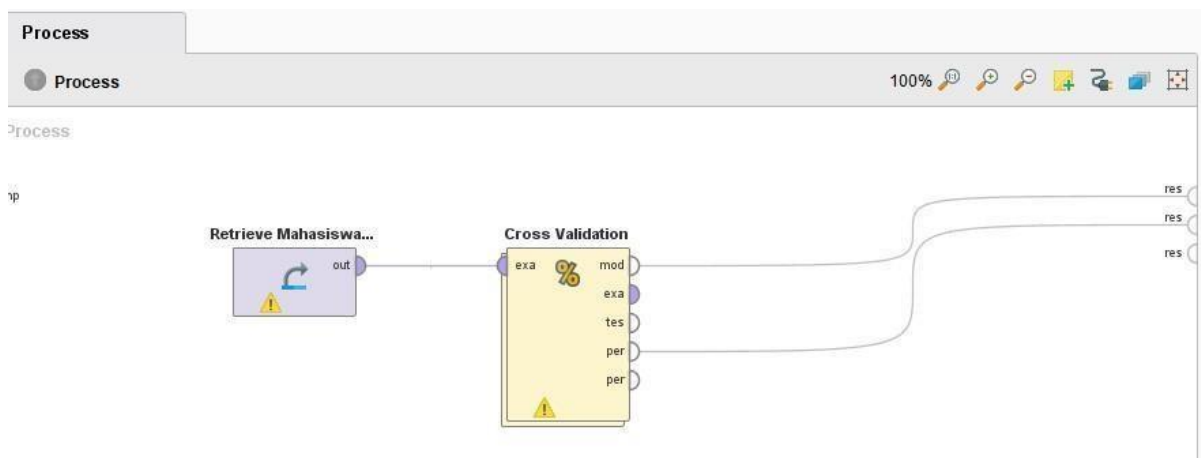 Process
Process
100%
Process
np
res
res
res
Retrieve Mahasiswa...
out
Cross Validation
exa
mod
exa
tes
per
per